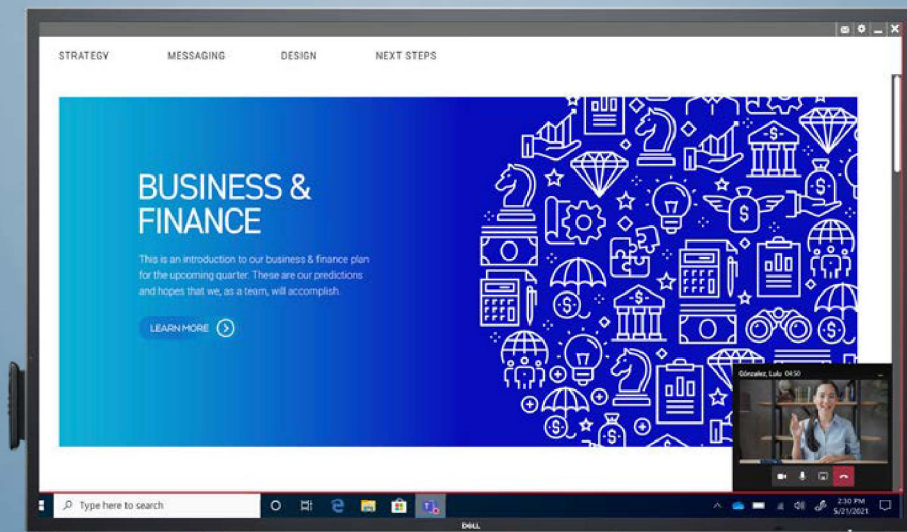 STRATEGY
MESSAGING
DESIGN
NEXT STEPS
BUSINESS &
FINANCE
This is an introduction to our business & finance plan
for the upcoming quarter. These are our predictions
and hopes that we, as a team, will accomplish.
LEARN MORE
Gónzalez, Lulu 04:50
Type here to search
2:30 PM
5/21/2021
DELL